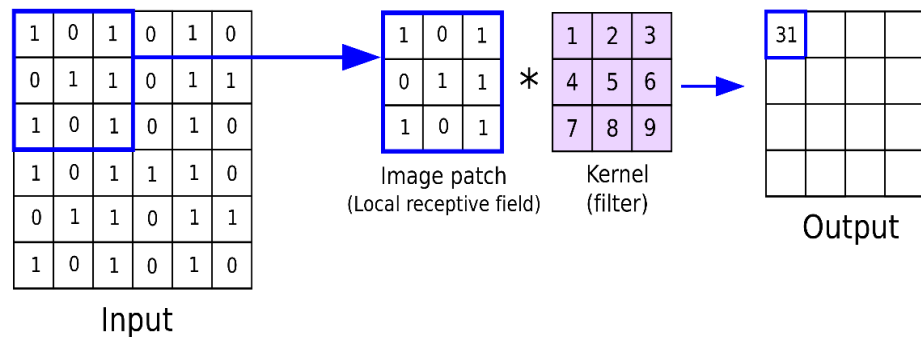 1 0 1 0 1 0
0 1 1 0 1 1
1 0 1 0 1 0
1 0 1 1 1 0
0 1 1 0 1 1
1 0 1 0 1 0
Input
1 0 1
0 1 1
1 0 1
Image patch
(Local receptive field)
*
1 2 3
4 5 6
7 8 9
Kernel
(filter)
31
Output